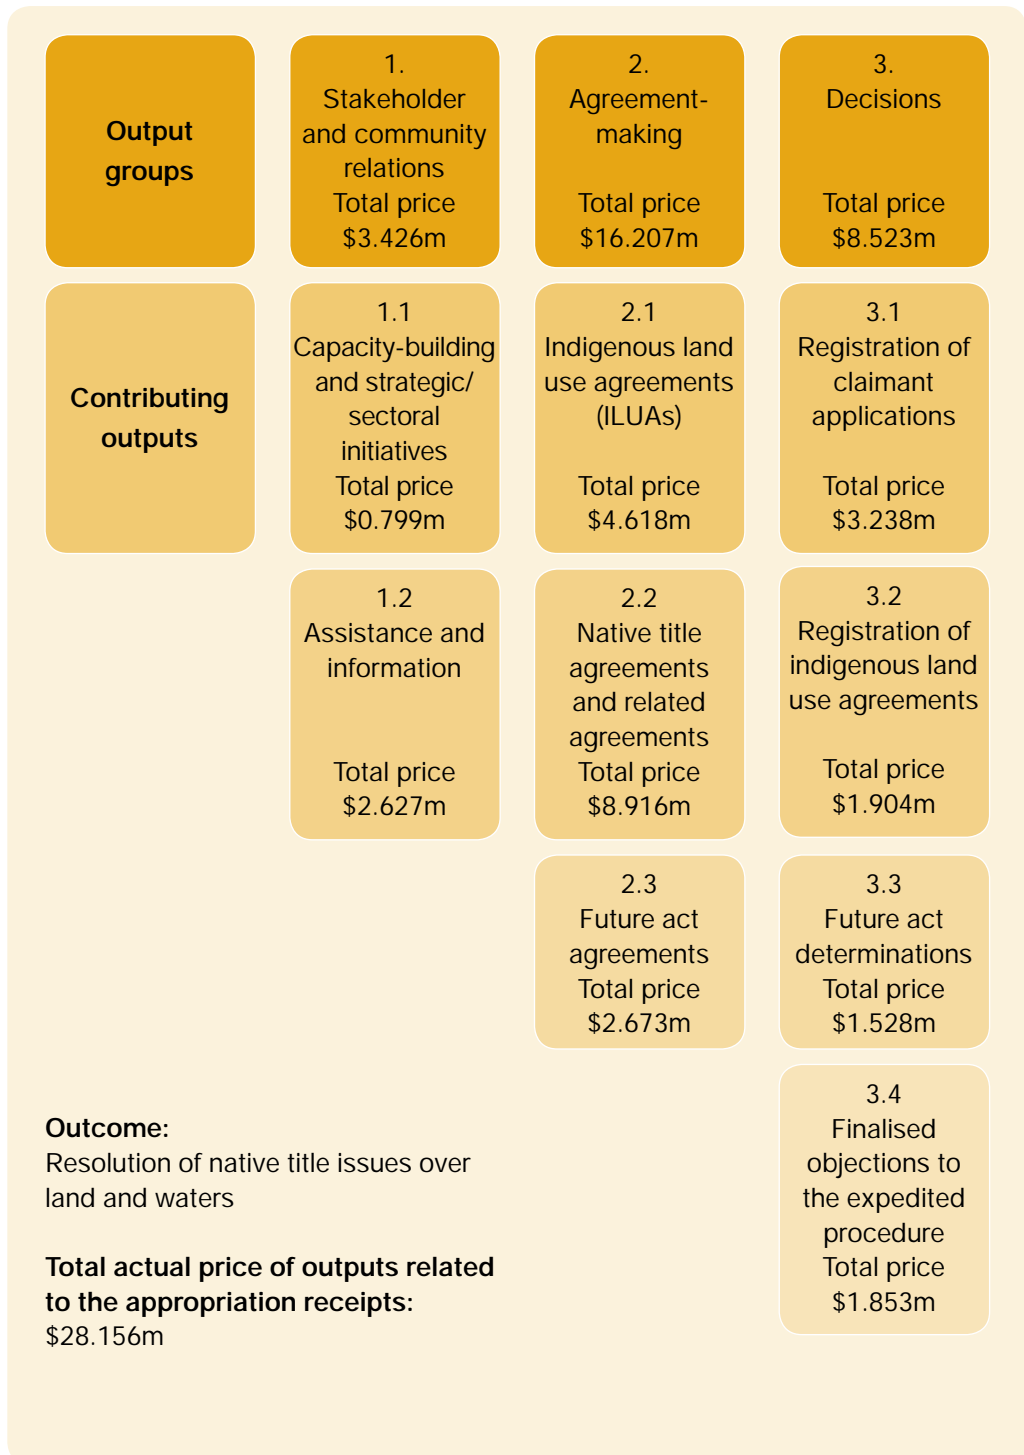 Output
groups
1.
Stakeholder
and community
relations
Total price
$3.426m
2.
Agreement-
making
Total price
$16.207m
3.
Decisions
Total price
$8.523m
Contributing
outputs
1.1
Capacity-building
and strategic/
sectoral
initiatives
Total price
$0.799m
2.1
Indigenous land
use agreements
(ILUAs)
Total price
$4.618m
3.1
Registration of
claimant
applications
Total price
$3.238m
1.2
Assistance and
information
Total price
$2.627m
2.2
Native title
agreements
and related
agreements
Total price
$8.916m
3.2
Registration of
indigenous land
use agreements
Total price
$1.904m
2.3
Future act
agreements
Total price
$2.673m
3.3
Future act
determinations
Total price
$1.528m
3.4
Finalised
objections to
the expedited
procedure
Total price
$1.853m
Outcome:
Resolution of native title issues over
land and waters
Total actual price of outputs related
to the appropriation receipts:
$28.156m